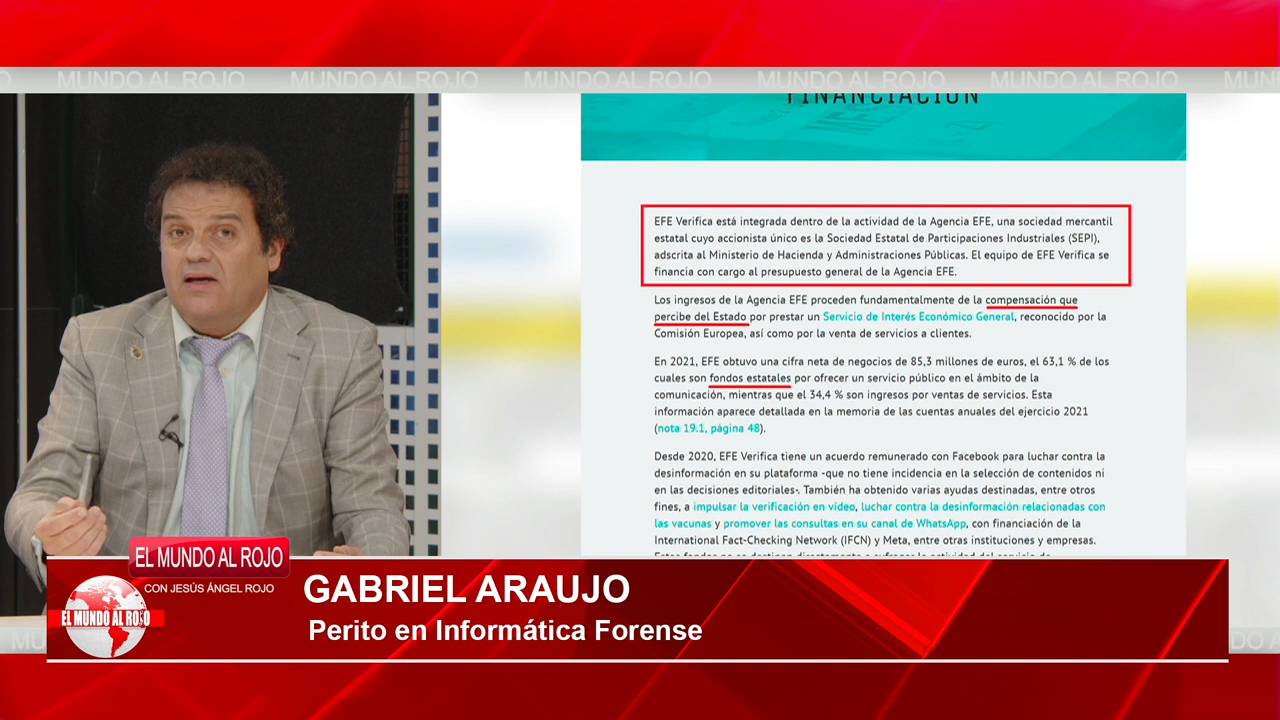 MUNDO AL ROJO MUNDO AL ROJO MUNDO AL ROJO MUNDO AL ROJO MUNDO AL ROJO
FINANCIACIÓN
EFE Verifica está integrada dentro de la actividad de la Agencia EFE, una sociedad mercantil
estatal cuyo accionista único es la Sociedad Estatal de Participaciones Industriales (SEPI),
adscrita al Ministerio de Hacienda y Administraciones Públicas. El equipo de EFE Verifica se
financia con cargo al presupuesto general de la Agencia EFE.
Los ingresos de la Agencia EFE proceden fundamentalmente de la compensación que
percibe del Estado por prestar un Servicio de Interés Económico General, reconocido por la
Comisión Europea, así como por la venta de servicios a clientes.
En 2021, EFE obtuvo una cifra neta de negocios de 85,3 millones de euros, el 63,1 % de los
cuales son fondos estatales por ofrecer un servicio público en el ámbito de la
comunicación, mientras que el 34,4 % son ingresos por ventas de servicios. Esta
información aparece detallada en la memoria de las cuentas anuales del ejercicio 2021
(nota 19.1, página 48).
Desde 2020, EFE Verifica tiene un acuerdo remunerado con Facebook para luchar contra la
desinformación en su plataforma -que no tiene incidencia en la selección de contenidos ni
en las decisiones editoriales-. También ha obtenido varias ayudas destinadas, entre otros
fines, a impulsar la verificación en vídeo, luchar contra la desinformación relacionadas con
las vacunas y promover las consultas en su canal de WhatsApp, con financiación de la
International Fact-Checking Network (IFCN) y Meta, entre otras instituciones y empresas.
EL MUNDO AL ROJO
CON JESÚS ÁNGEL ROJO
EL MUNDO AL ROJO
GABRIEL ARAUJO
Perito en Informática Forense